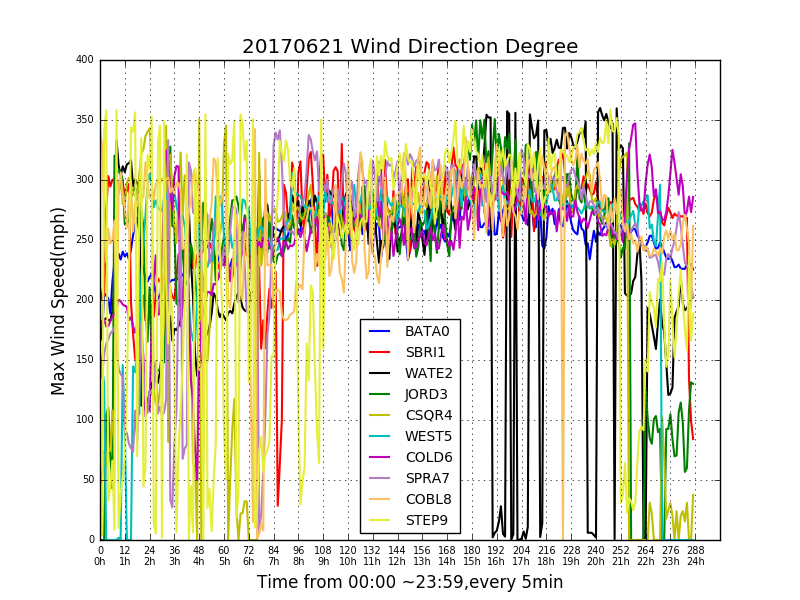 20170621 Wind Direction Degree
400
350
300
250
200
150
100
50
0
Max Wind Speed(mph)
BATA0
SBRI1
WATE2
JORD3
CSQR4
WEST5
COLD6
SPRA7
COBL8
STEP9
0 12 24 36 48 60 72 84 96 108 120 132 144 156 168 180 192 204 216 228 240 252 264 276 288
0h 1h 2h 3h 4h 5h 6h 7h 8h 9h 10h 11h 12h 13h 14h 15h 16h 17h 18h 19h 20h 21h 22h 23h 24h
Time from 00:00 ~23:59,every 5min